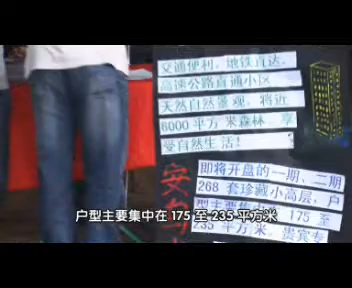 交通便利，地铁直达，
高速公路直通小区
天然自然景观，将近
6000 平方 米森林，享
受自然生活！
即将开盘的一期、二期
268 套珍藏小高层，户
型主要集中在 175 至
235 平方米，贵宾专
户型主要集中在 175 至 235 平方米